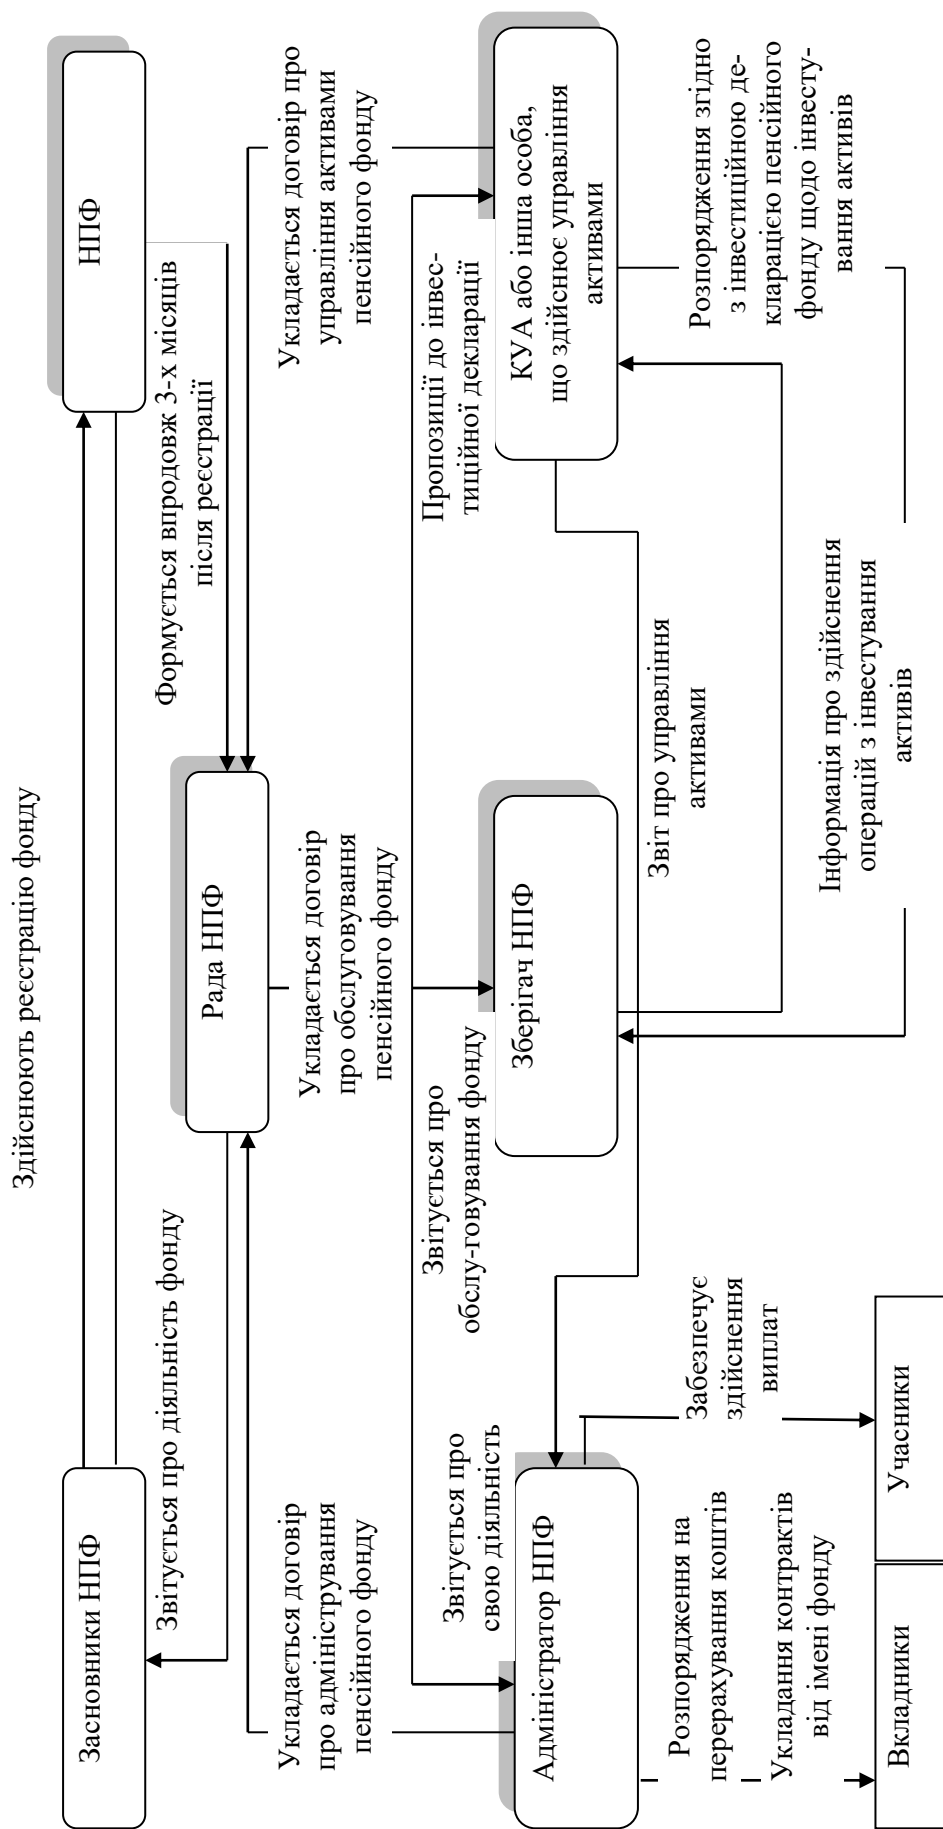 Здійснюють реєстрацію фонду
Засновники НПФ
НПФ
Звітується про діяльність фонду
Формується впродовж 3-х місяців
після реєстрації
Рада НПФ
Укладається договір
про адміністрування
пенсійного фонду
Укладається договір
про обслуговування
пенсійного фонду
Укладається договір про
управління активами
пенсійного фонду
Звітується про
свою діяльність
Звітується про
обслу-говування фонду
Пропозиції до інвес-
тиційної декларації
Адміністратор НПФ
Зберігач НПФ
КУА або інша особа,
що здійснює управління
активами
Звіт про управління
активами
Розпорядження на
перерахування коштів
Укладання контрактів
від імені фонду
Забезпечує
здійснення
виплат
Розпорядження згідно
з інвестиційною де-
кларацією пенсійного
фонду щодо інвесту-
вання активів
Інформація про здійснення
операцій з інвестування
активів
Вкладники
Учасники